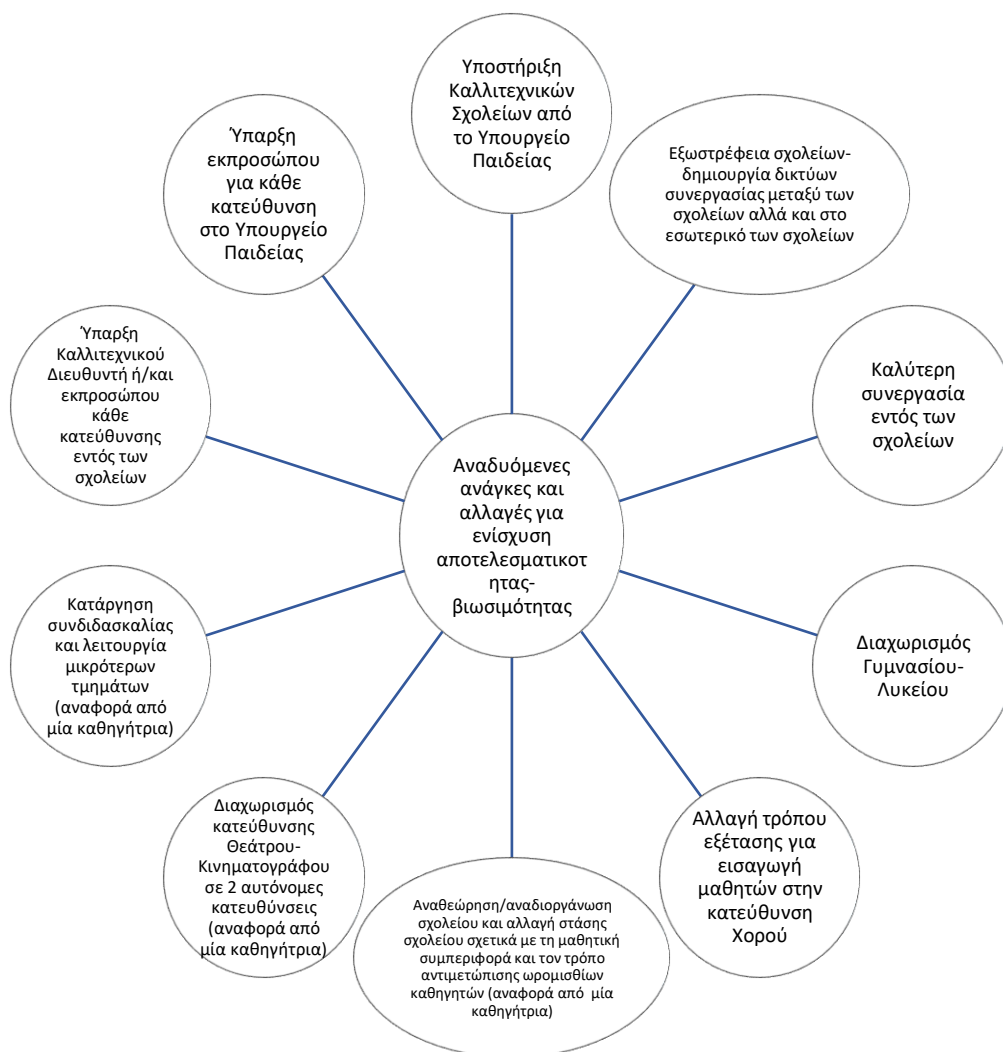 Υποστήριξη
Καλλιτεχνικών
Σχολείων από
το Υπουργείο
Παιδείας
Εξωστρέφεια σχολείων-
δημιουργία δικτύων
συνεργασίας μεταξύ των
σχολείων αλλά και στο
εσωτερικό των σχολείων
Καλύτερη
συνεργασία
εντός των
σχολείων
Διαχωρισμός
Γυμνασίου-
Λυκείου
Αλλαγή τρόπου
εξέτασης για
εισαγωγή
μαθητών στην
κατεύθυνση
Χορού
Αναθεώρηση/αναδιοργάνωση
σχολείου και αλλαγή στάσης
σχολείου σχετικά με τη μαθητική
συμπεριφορά και τον τρόπο
αντιμετώπισης ωρομισθίων
καθηγητών (αναφορά από μία
καθηγήτρια)
Διαχωρισμός
κατεύθυνσης
Θεάτρου-
Κινηματογράφου
σε 2 αυτόνομες
κατευθύνσεις
(αναφορά από
μία καθηγήτρια)
Κατάργηση
συνδιδασκαλίας
και λειτουργία
μικρότερων
τμημάτων
(αναφορά από
μία καθηγήτρια)
Ύπαρξη
Καλλιτεχνικού
Διευθυντή ή/και
εκπροσώπου
κάθε
κατεύθυνσης
εντός των
σχολείων
Ύπαρξη
εκπροσώπου
για κάθε
κατεύθυνση
στο Υπουργείο
Παιδείας
Αναδυόμενες
ανάγκες και
αλλαγές για
ενίσχυση
αποτελεσματικοτ
ητας-
βιωσιμότητας